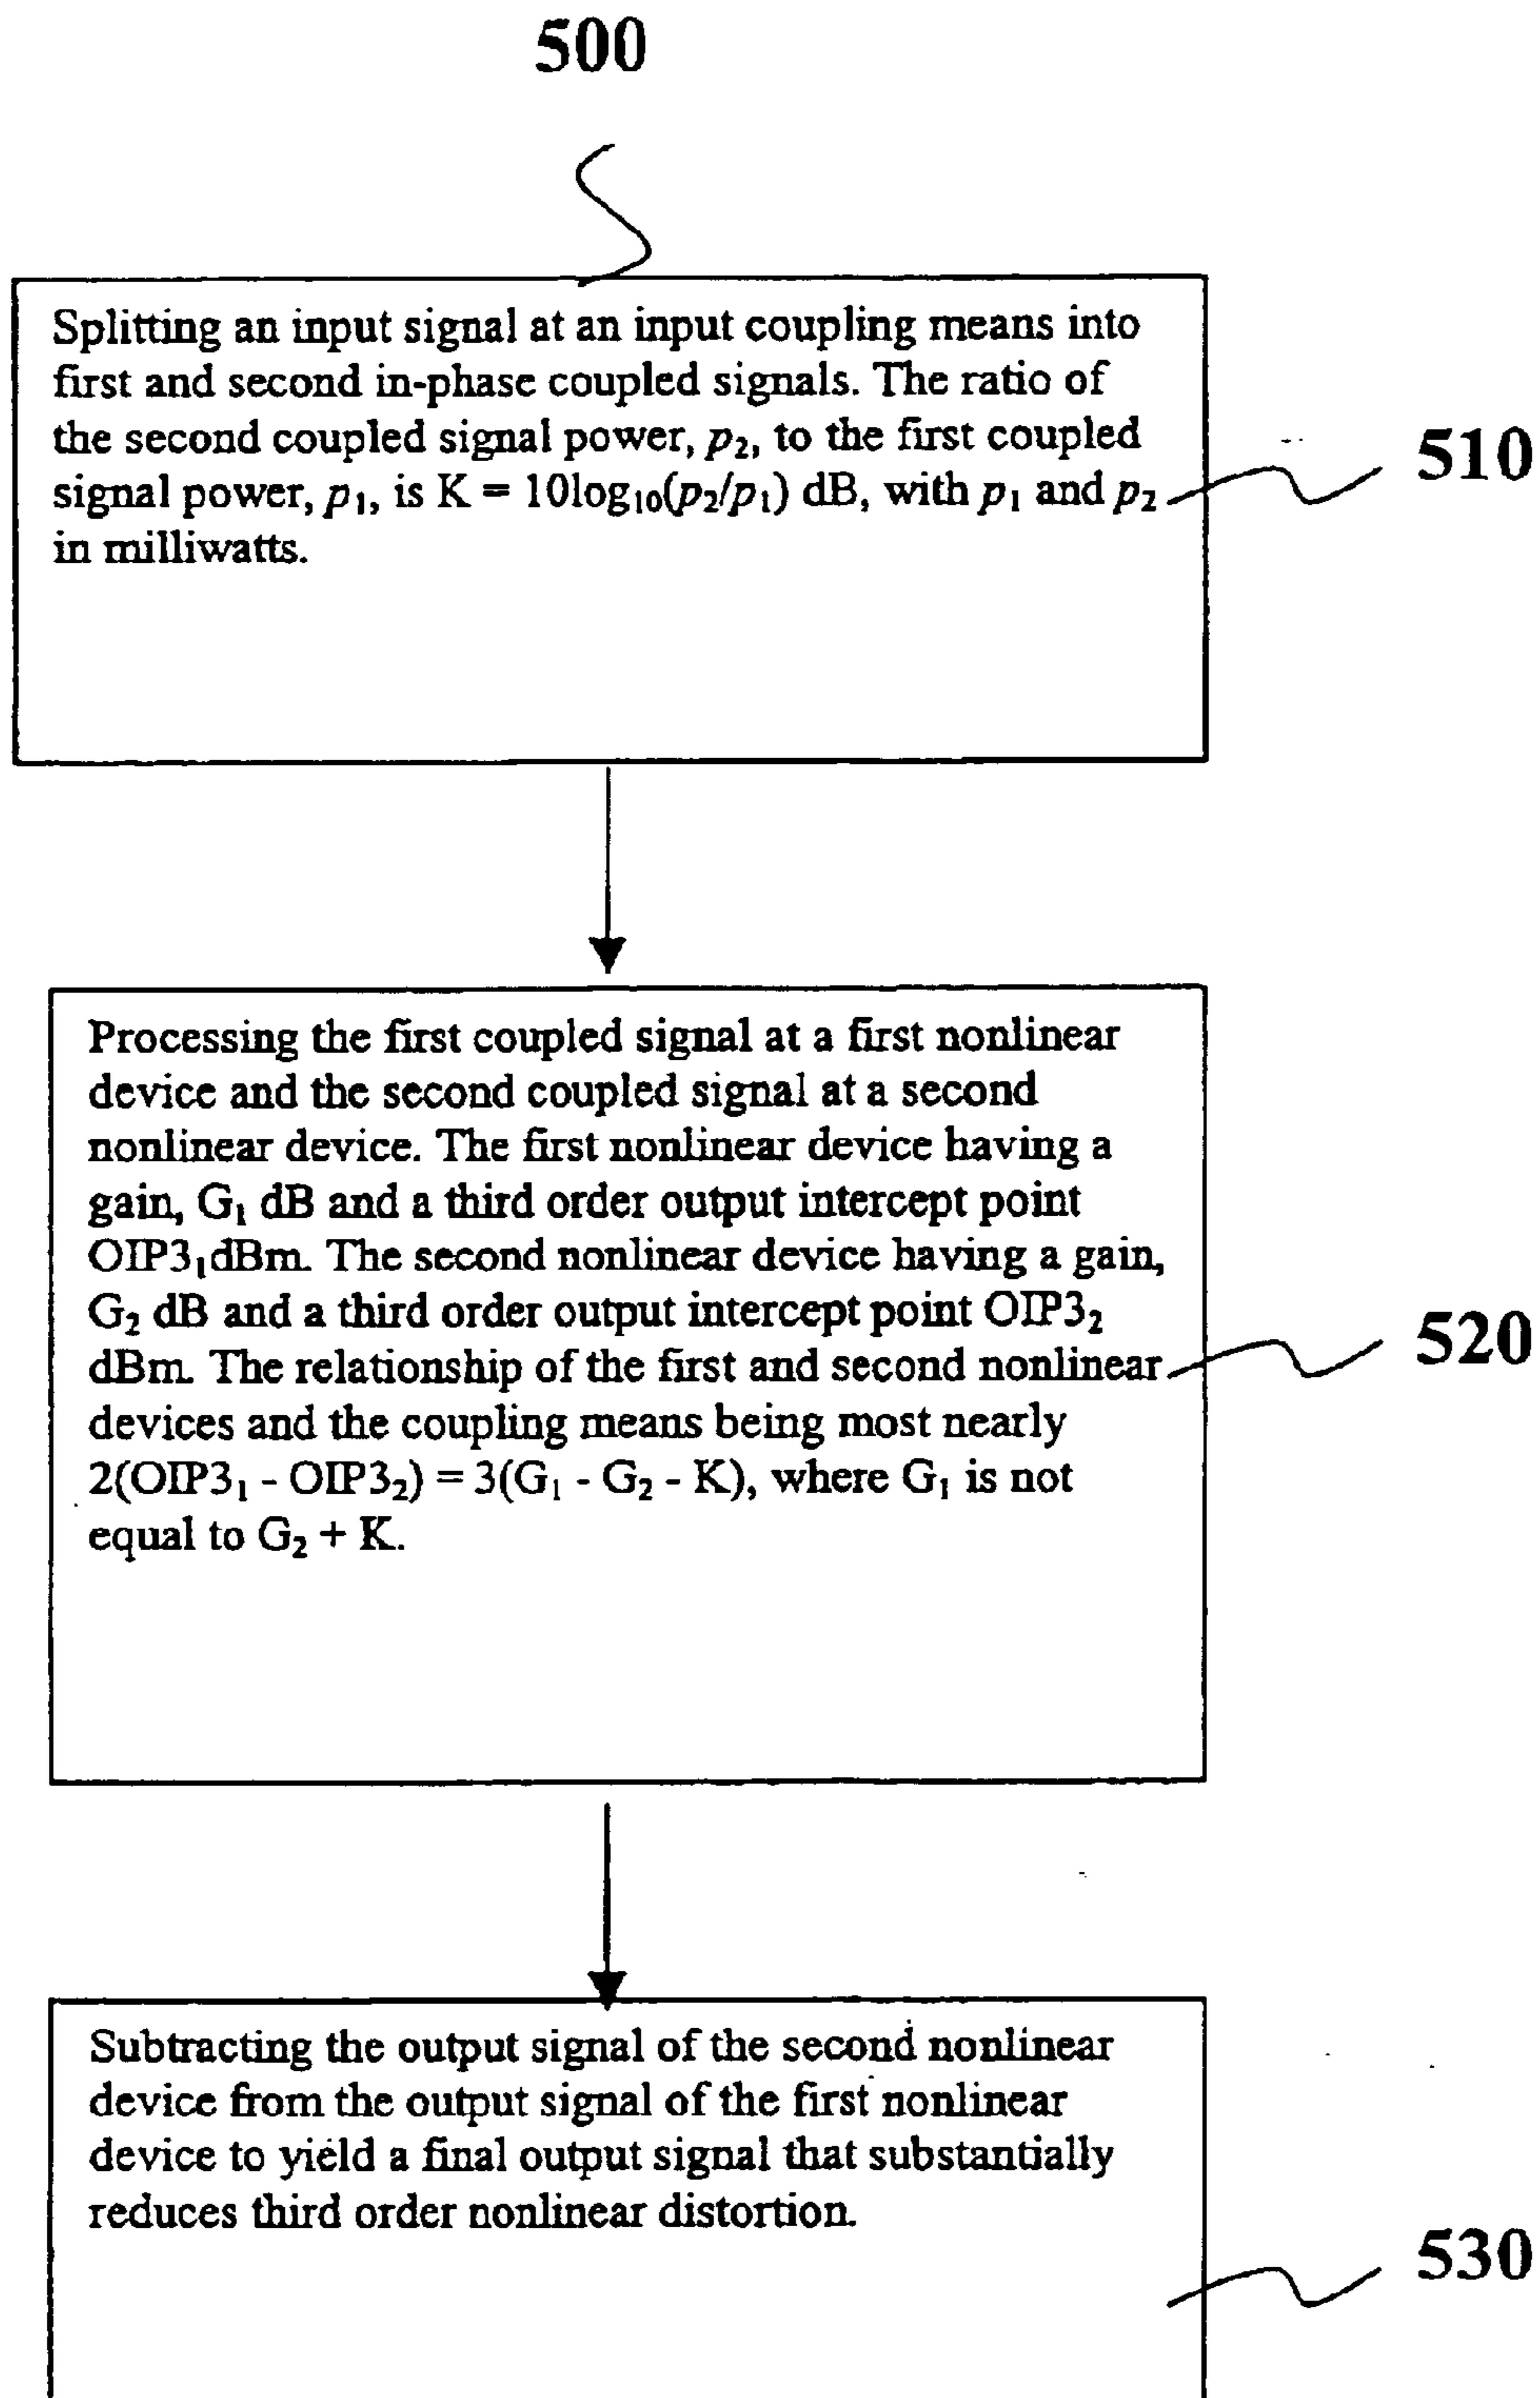 500
Splitting an input signal at an input coupling means into
first and second in-phase coupled signals. The ratio of
the second coupled signal power, p₂, to the first coupled
signal power, p₁, is K = 10log₁₀(p₂/p₁) dB, with p₁ and p₂
in milliwatts.
510
Processing the first coupled signal at a first nonlinear
device and the second coupled signal at a second
nonlinear device. The first nonlinear device having a
gain, G₁ dB and a third order output intercept point
OIP3₁dBm. The second nonlinear device having a gain,
G₂ dB and a third order output intercept point OIP3₂
dBm. The relationship of the first and second nonlinear
devices and the coupling means being most nearly
2(OIP3₁ - OIP3₂) = 3(G₁ - G₂ - K), where G₁ is not
equal to G₂ + K.
520
Subtracting the output signal of the second nonlinear
device from the output signal of the first nonlinear
device to yield a final output signal that substantially
reduces third order nonlinear distortion.
530